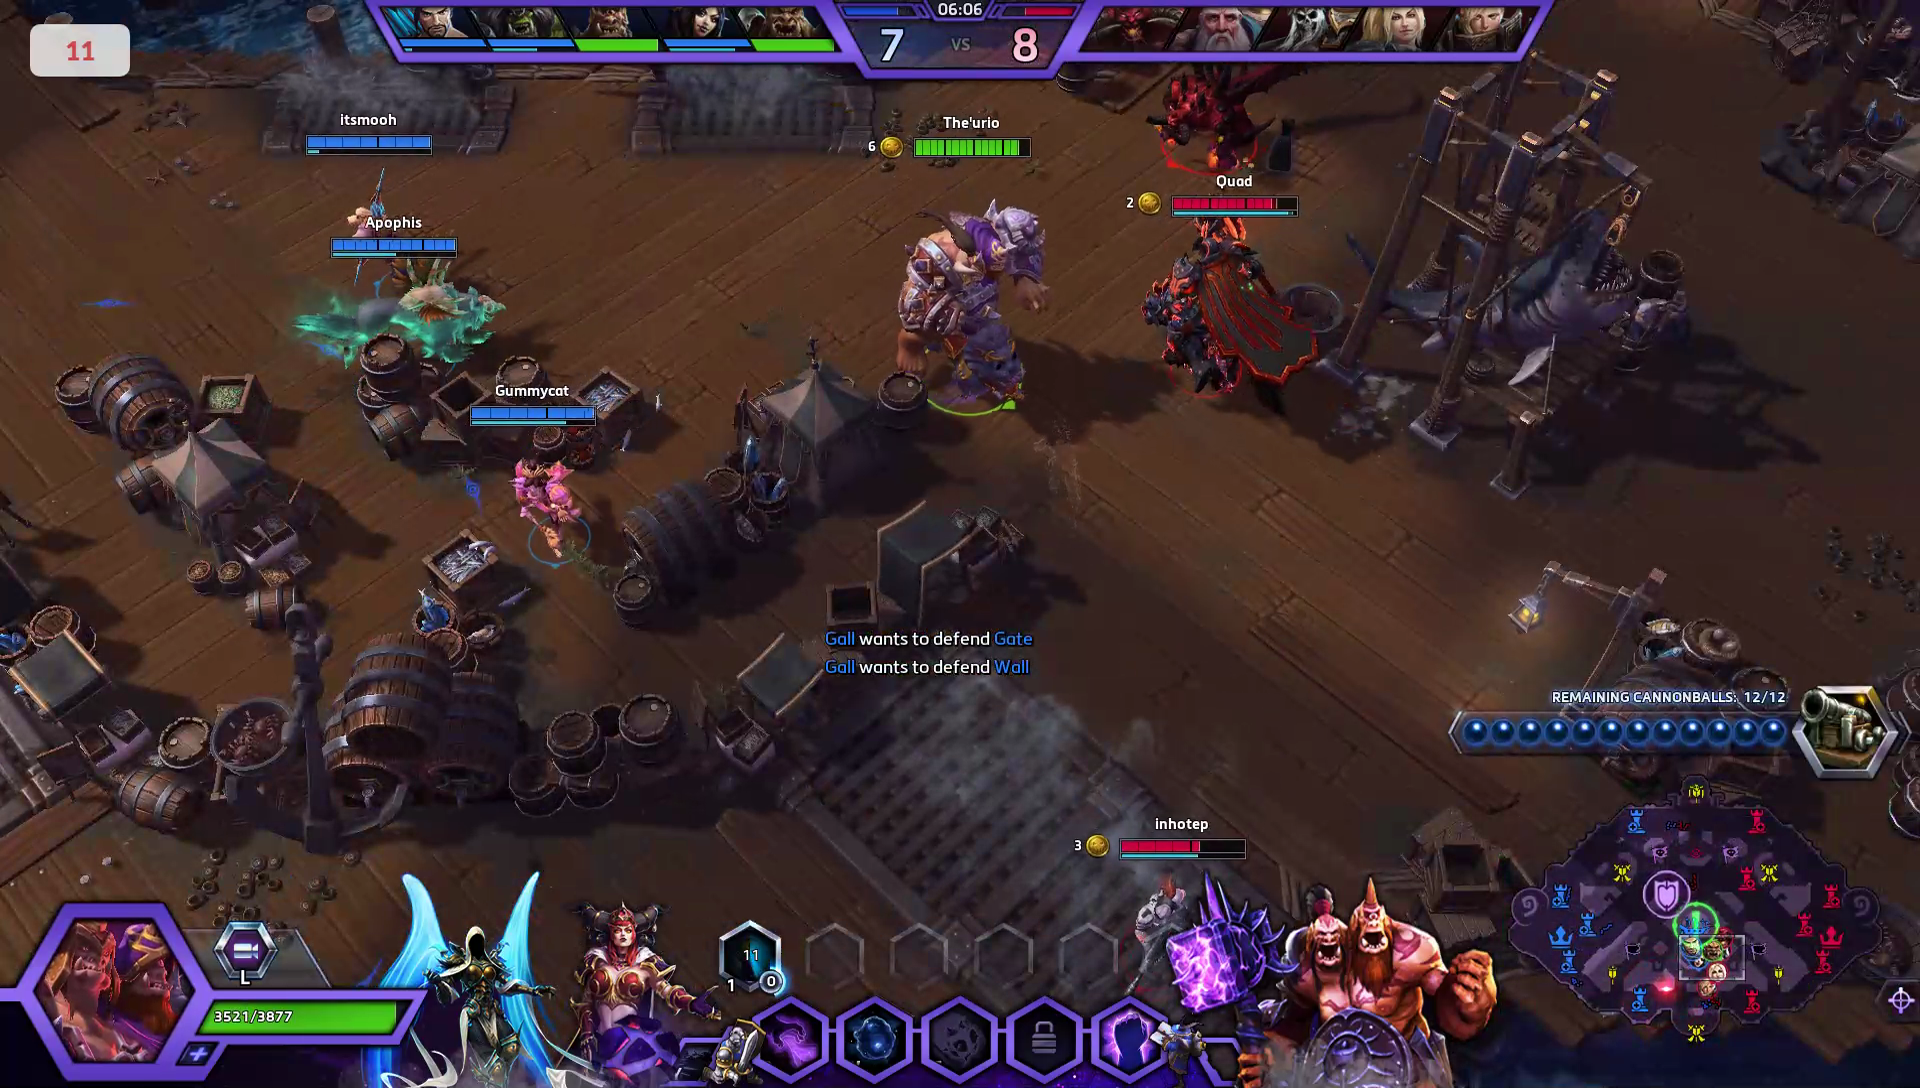 11
06:06
7 VS 8
itsmooh
The'urio
6
Quad
2
Apophis
Gummycat
Gall wants to defend Gate
Gall wants to defend Wall
REMAINING CANNONBALLS: 12/12
inhotep
3
11
1
0
L
3521/3877